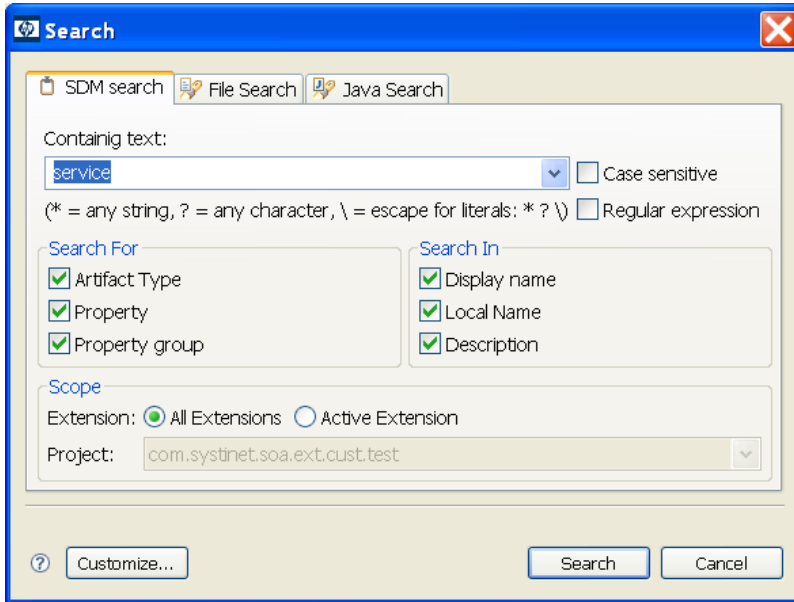 Search
SDM search File Search Java Search
Containig text:
service Case sensitive
(* = any string, ? = any character, \ = escape for literals: * ? \) Regular expression
Search For Search In
Artifact Type Display name
Property Local Name
Property group Description
Scope
Extension: All Extensions Active Extension
Project: com.systinet.soa.ext.cust.test
? Customize... Search Cancel